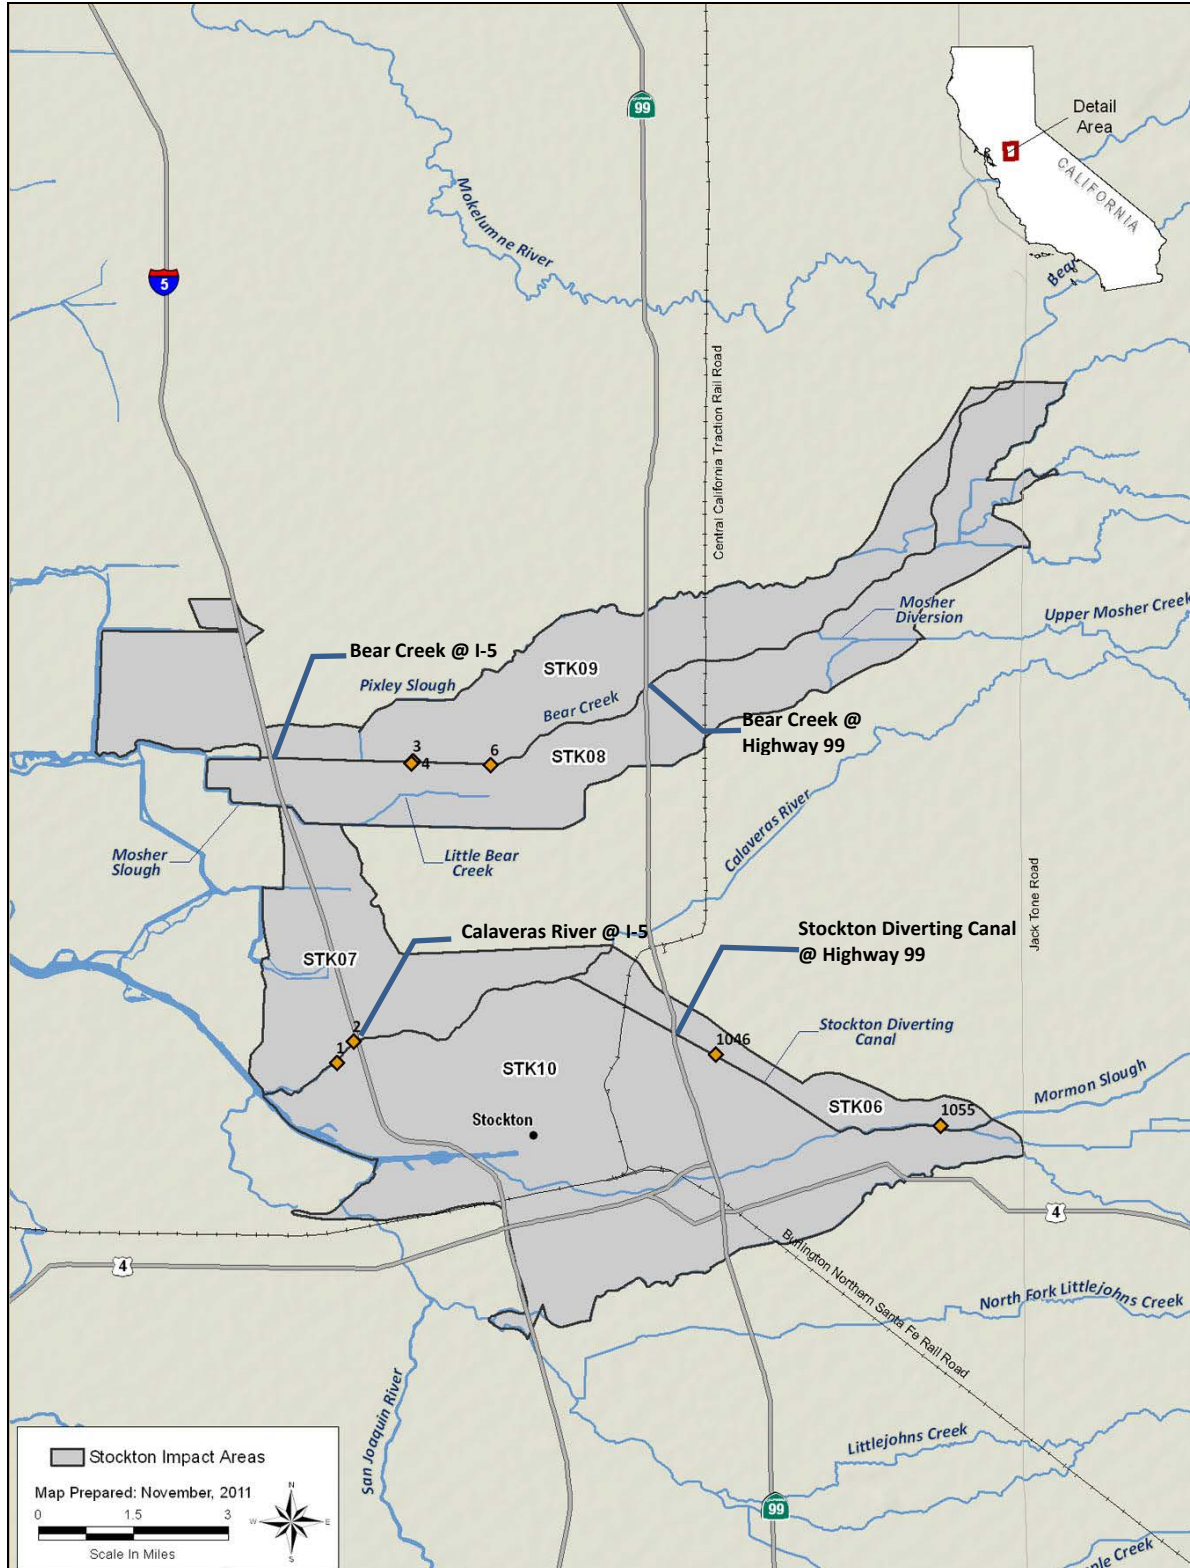 99
Detail
Area
CALIFORNIA
Mokelumne
River
Bear
5
Central California Traction Rail Road
Mosher
Diversion
Upper Mosher Creek
Bear Creek @ I-5
STK09
Pixley Slough
Bear Creek
Bear Creek @
Highway 99
3
4
6
STK08
Calaveras River
Mosher
Slough
Little Bear
Creek
Jack Tone Road
Calaveras River @ I-5
Stockton Diverting Canal
@ Highway 99
STK07
2
1
1046
Stockton Diverting
Canal
STK10
Mormon Slough
STK06
1055
Stockton
4
4
Burlington Northern Santa Fe Rail Road
North Fork Littlejohns Creek
San Joaquin River
Littlejohns Creek
99
Stockton Impact Areas
Map Prepared: November, 2011
0 1.5 3
Scale In Miles
N
W E
S
Creek